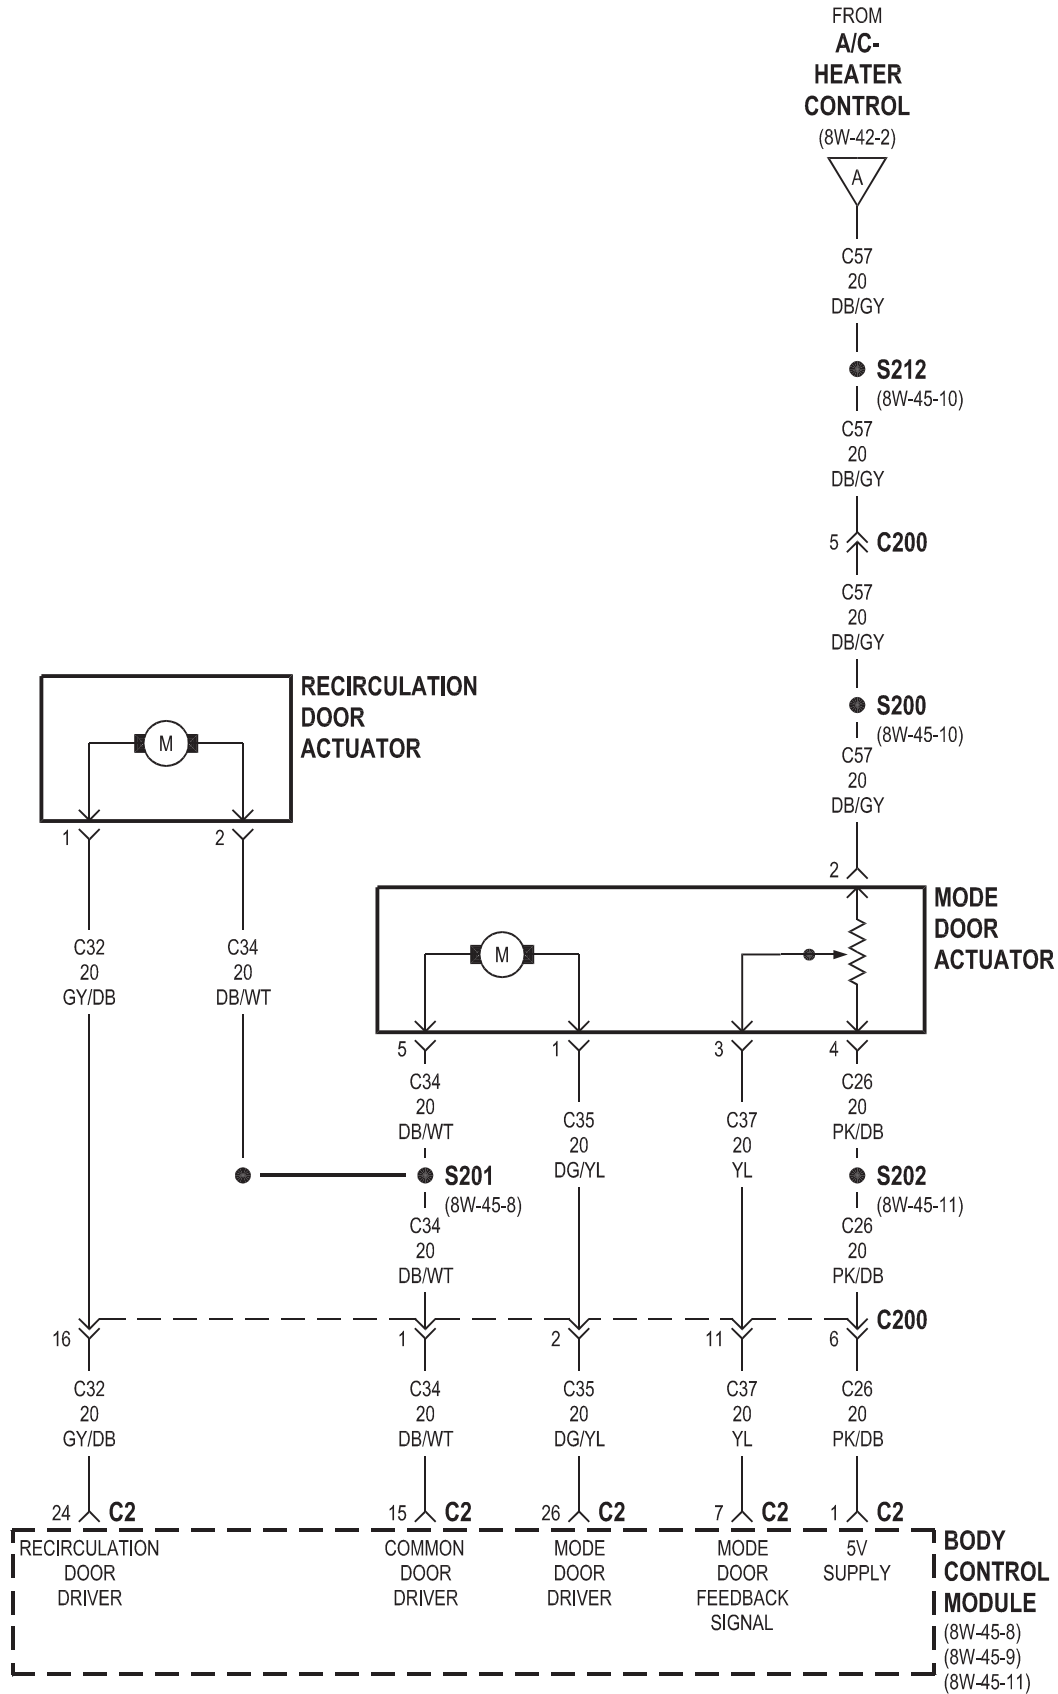 FROM
A/C-
HEATER
CONTROL
(8W-42-2)
A
C57
20
DB/GY
S212
(8W-45-10)
C57
20
DB/GY
5 C200
C57
20
DB/GY
S200
(8W-45-10)
C57
20
DB/GY
2
RECIRCULATION
DOOR
ACTUATOR
M
1 2
C32
20
GY/DB
C34
20
DB/WT
MODE
DOOR
ACTUATOR
M
5 1 3 4
C34
20
DB/WT
C35
20
DG/YL
C37
20
YL
C26
20
PK/DB
S201
(8W-45-8)
S202
(8W-45-11)
C34
20
DB/WT
C26
20
PK/DB
C200
16 1 2 11 6
C32
20
GY/DB
C34
20
DB/WT
C35
20
DG/YL
C37
20
YL
C26
20
PK/DB
24 C2
15 C2
26 C2
7 C2
1 C2
RECIRCULATION
DOOR
DRIVER
COMMON
DOOR
DRIVER
MODE
DOOR
DRIVER
MODE
DOOR
FEEDBACK
SIGNAL
5V
SUPPLY
BODY
CONTROL
MODULE
(8W-45-8)
(8W-45-9)
(8W-45-11)